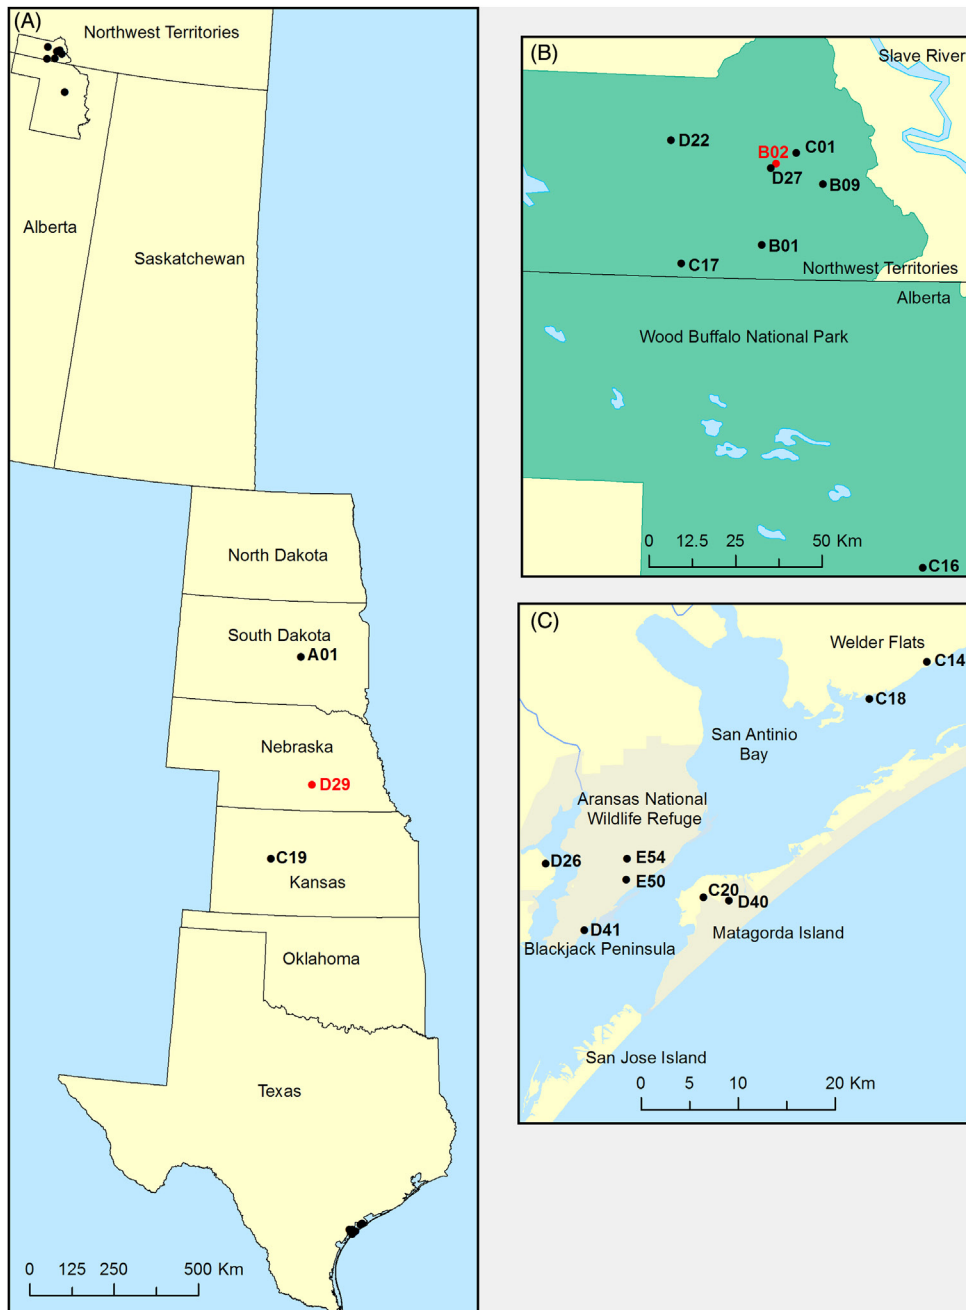 (A)
Northwest Territories
Alberta
Saskatchewan
North Dakota
South Dakota
A01
Nebraska
D29
C19
Kansas
Oklahoma
Texas
0 125 250 500 Km
(B)
Slave River
D22
B02
C01
D27
B09
B01
C17
Northwest Territories
Alberta
Wood Buffalo National Park
0 12.5 25 50 Km
C16
(C)
Welder Flats
C14
C18
San Antinio
Bay
Aransas National
Wildlife Refuge
D26
E54
E50
C20
D40
D41
Matagorda Island
Blackjack Peninsula
San Jose Island
0 5 10 20 Km